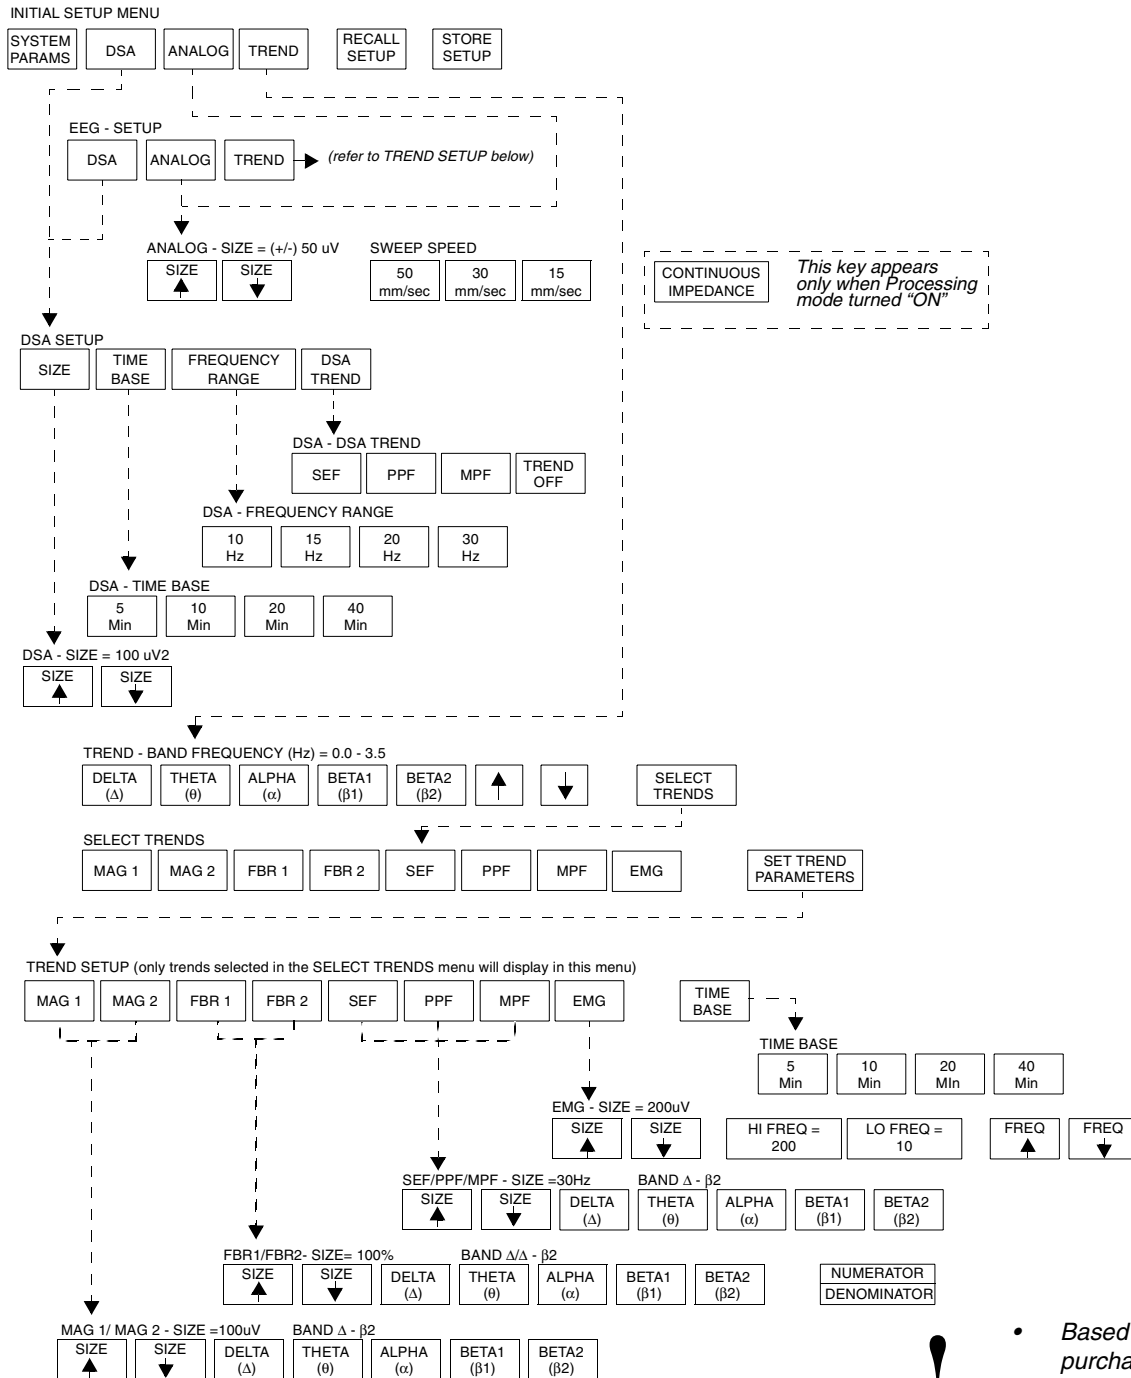 INITIAL SETUP MENU
SYSTEM PARAMS
DSA
ANALOG
TREND
RECALL SETUP
STORE SETUP
EEG - SETUP
DSA
ANALOG
TREND
(refer to TREND SETUP below)
ANALOG - SIZE = (+/-) 50 uV
SWEEP SPEED
SIZE
SIZE
50 mm/sec
30 mm/sec
15 mm/sec
CONTINUOUS IMPEDANCE
This key appears
only when Processing
mode turned “ON”
DSA SETUP
SIZE
TIME BASE
FREQUENCY RANGE
DSA TREND
DSA - DSA TREND
SEF
PPF
MPF
TREND OFF
DSA - FREQUENCY RANGE
10 Hz
15 Hz
20 Hz
30 Hz
DSA - TIME BASE
5 Min
10 Min
20 Min
40 Min
DSA - SIZE = 100 uV2
SIZE
SIZE
TREND - BAND FREQUENCY (Hz) = 0.0 - 3.5
DELTA (Δ)
THETA (θ)
ALPHA (α)
BETA1 (β1)
BETA2 (β2)
SELECT TRENDS
SELECT TRENDS
MAG 1
MAG 2
FBR 1
FBR 2
SEF
PPF
MPF
EMG
SET TREND PARAMETERS
TREND SETUP (only trends selected in the SELECT TRENDS menu will display in this menu)
MAG 1
MAG 2
FBR 1
FBR 2
SEF
PPF
MPF
EMG
TIME BASE
TIME BASE
5 Min
10 Min
20 MIn
40 Min
EMG - SIZE = 200uV
SIZE
SIZE
HI FREQ = 200
LO FREQ = 10
FREQ
FREQ
SEF/PPF/MPF - SIZE =30Hz
BAND Δ - β2
SIZE
SIZE
DELTA (Δ)
THETA (θ)
ALPHA (α)
BETA1 (β1)
BETA2 (β2)
FBR1/FBR2- SIZE= 100%
BAND Δ/Δ - β2
SIZE
SIZE
DELTA (Δ)
THETA (θ)
ALPHA (α)
BETA1 (β1)
BETA2 (β2)
NUMERATOR
DENOMINATOR
MAG 1/ MAG 2 - SIZE =100uV
BAND Δ - β2
SIZE
SIZE
DELTA (Δ)
THETA (θ)
ALPHA (α)
BETA1 (β1)
BETA2 (β2)
! • Based